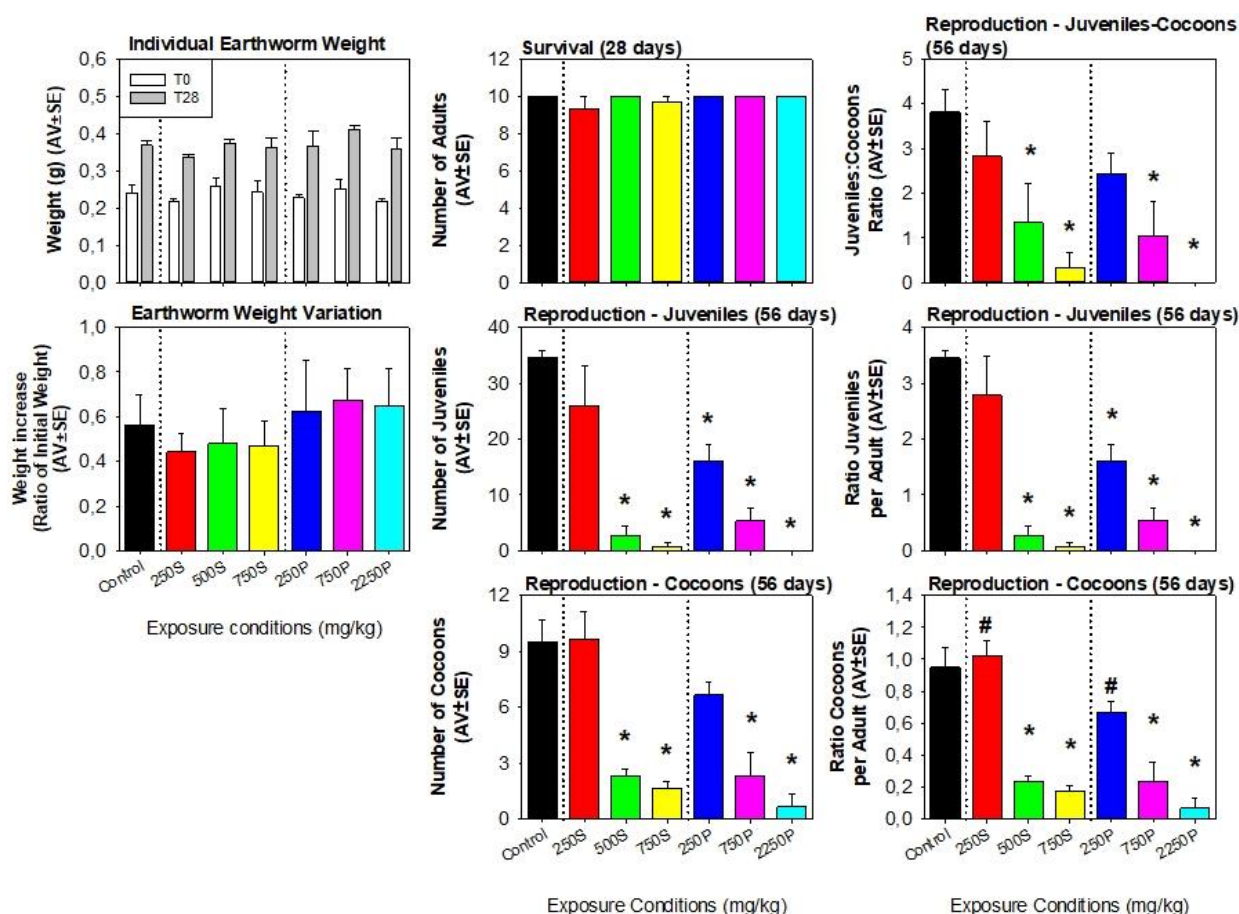 Individual Earthworm Weight
Weight (g) (AV±SE)
0,6
0,5
0,4
0,3
0,2
0,1
0,0
T0
T28
Survival (28 days)
Number of Adults
(AV±SE)
12
10
8
6
4
2
0
Reproduction - Juveniles-Cocoons
(56 days)
Juveniles:Cocoons
Ratio (AV±SE)
5
4
3
2
1
0
*
*
*
*
Earthworm Weight Variation
Weight increase
(Ratio of Initial Weight)
(AV±SE)
1,0
0,8
0,6
0,4
0,2
0,0
Control
250S
500S
750S
250P
750P
2250P
Exposure conditions (mg/kg)
Reproduction - Juveniles (56 days)
Number of Juveniles
(AV±SE)
40
30
20
10
0
*
*
*
*
*
Reproduction - Juveniles (56 days)
Ratio Juveniles
per Adult (AV±SE)
4
3
2
1
0
*
*
*
*
*
Reproduction - Cocoons (56 days)
Number of Cocoons
(AV±SE)
12
9
6
3
0
*
*
*
*
Control
250S
500S
750S
250P
750P
2250P
Exposure Conditions (mg/kg)
Reproduction - Cocoons (56 days)
Ratio Cocoons
per Adult (AV±SE)
1,4
1,2
1,0
0,8
0,6
0,4
0,2
0,0
#
*
*
#
*
*
Control
250S
500S
750S
250P
750P
2250P
Exposure Conditions (mg/kg)